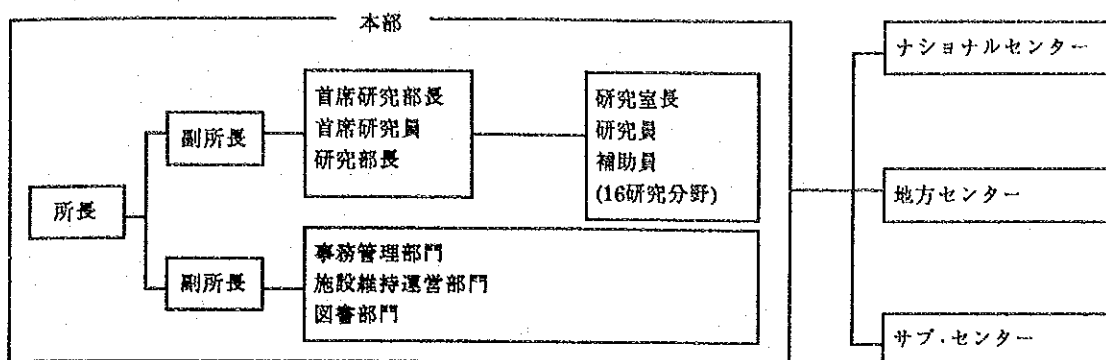 本部
所長
副所長
首席研究部長
首席研究員
研究部長
研究室長
研究員
補助員
(16研究分野)
副所長
事務管理部門
施設維持運営部門
図書部門
ナショナルセンター
地方センター
サブ・センター